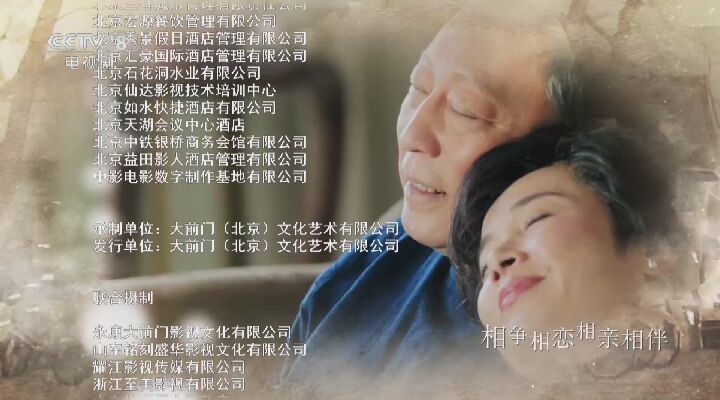 北京宏源餐饮管理有限公司
CCTV 8
景假日酒店管理有限公司
电视剧
北京汇豪国际酒店管理有限公司
北京石花洞水业有限公司
北京仙达影视技术培训中心
北京如水快捷酒店有限公司
北京天湖会议中心酒店
北京中铁银桥商务会馆有限公司
北京益田影人酒店管理有限公司
中影电影数字制作基地有限公司
承制单位：大前门（北京）文化艺术有限公司
发行单位：大前门（北京）文化艺术有限公司
联合摄制
永康大前门影视文化有限公司
相争相恋相亲相伴
山东铭刻盛华影视文化有限公司
耀江影视传媒有限公司
浙江至美影视有限公司